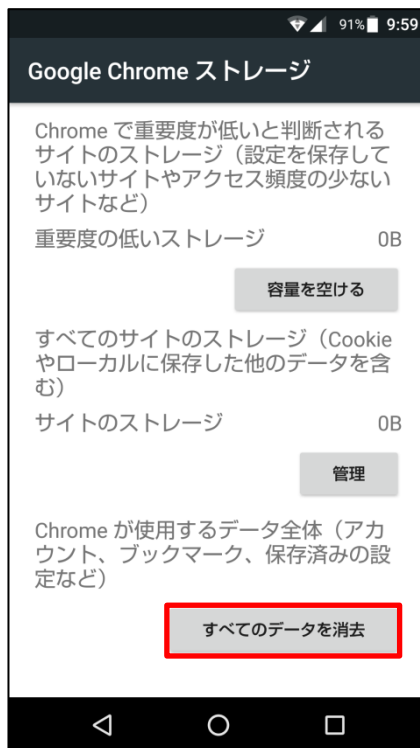 91% 9:59
Google Chrome ストレージ
Chrome で重要度が低いと判断される
サイトのストレージ（設定を保存して
いないサイトやアクセス頻度の少ない
サイトなど）
重要度の低いストレージ 0B
容量を空ける
すべてのサイトのストレージ（Cookie
やローカルに保存した他のデータを含
む）
サイトのストレージ 0B
管理
Chrome が使用するデータ全体（アカ
ウント、ブックマーク、保存済みの設
定など）
すべてのデータを消去